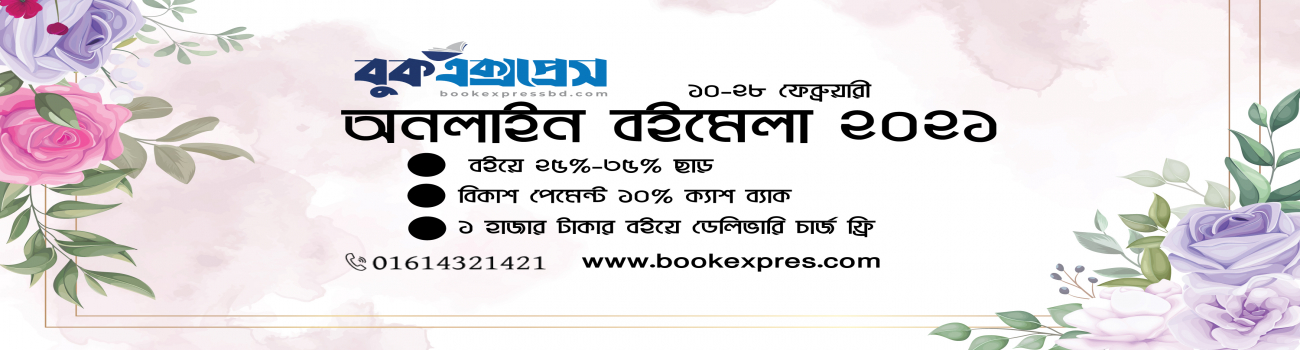 বুক এক্সপ্রেস
bookexpressbd.com
১০-২৮ ফেব্রুয়ারী
অনলাইন বইমেলা ২০২১
বইয়ে ২৫%-৩৫% ছাড়
বিকাশ পেমেন্ট ১০% ক্যাশ ব্যাক
১ হাজার টাকার বইয়ে ডেলিভারি চার্জ ফ্রি
01614321421 www.bookexpres.com